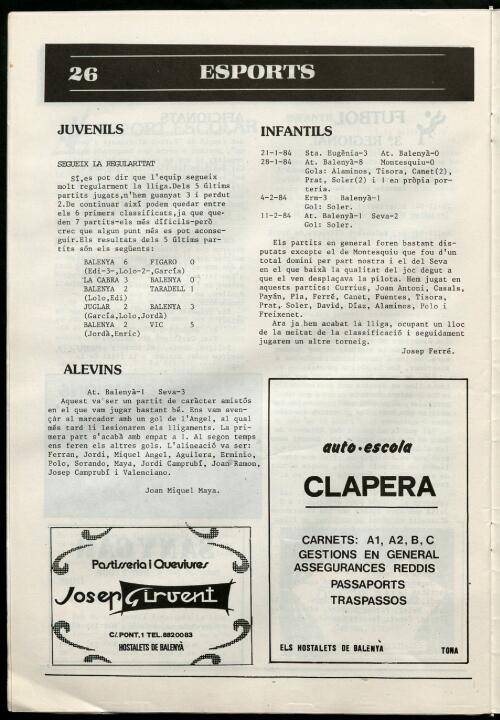 26 ESPORTS
JUVENILS
SEGUEIX LA REGULARITAT
Sí,es pot dir que l'equip segueix
molt regularment la lliga.Dels 5 últims
partits jugats,n'hem guanyat 3 i perdut
2.De continuar així podem quedar entre
els 6 primers classificats,ja que que-
den 7 partits-els més difícils-però
crec que algun punt més es pot aconse-
guir.Els resultats dels 5 últims par-
tits són els següents:
BALENYA 6 FIGARO 0
(Edi-3-,Lolo-2-,García)
LA CABRA 3 BALENYA 0
BALENYA 2 TARADELL 1
(Lolo,Edi)
JUGLAR 2 BALENYA 3
(García,Lolo,Jordà)
BALENYA 2 VIC 5
(Jordà,Enric)
ALEVINS
At. Balenyà-1 Seva-3
Aquest va ser un partit de caràcter amistós
en el que vam jugar bastant bé. Ens vam aven-
çar al marcador amb un gol de l'Angel, al qual
més tard li lesionaren els lligaments. La pri-
mera part s'acabà amb empat a 1. Al segon temps
ens feren els altres gols. L'alineació va ser:
Ferran, Jordi, Miquel Angel, Aguilera, Erminio,
Polo, Sorando, Maya, Jordi Camprubí, Joan Ramon,
Josep Camprubí i Valenciano.
Joan Miquel Maya.
Pastisseria i Queviures
Josep Girvent
C/. PONT, 1 TEL. 8820083
HOSTALETS DE BALENYÀ
INFANTILS
21-1-84 Sta. Eugènia-3 At. Balenyà-0
28-1-84 At. Balenyà-8 Montesquiu-0
Gols: Alaminos, Tisora, Canet(2),
Prat, Soler(2) i 1 en pròpia por-
teria.
4-2-84 Erm-3 Balenyà-1
Gol: Soler.
11-2-84 At. Balenyà-1 Seva-2
Gol: Soler.
Els partits en general foren bastant dis-
putats excepte el de Montesquiu que fou d'un
total domini per part nostra i el del Seva
en el que baixà la qualitat del joc degut a
que el ven desplaçava la pilota. Hem jugat en
aquests partits: Currius, Joan Antoni, Casals,
Payán, Pla, Ferré, Canet, Fuentes, Tisora,
Prat, Soler, David, Díaz, Alaminos, Polo i
Freixenet.
Ara ja hem acabat la lliga, ocupant un lloc
de la meitat de la classificació i seguidament
jugarem un altre torneig.
Josep Ferré.
auto-escola
CLAPERA
CARNETS: A1, A2, B, C
GESTIONS EN GENERAL
ASSEGURANCES REDDIS
PASSAPORTS
TRASPASSOS
ELS HOSTALETS DE BALENYÀ TONA